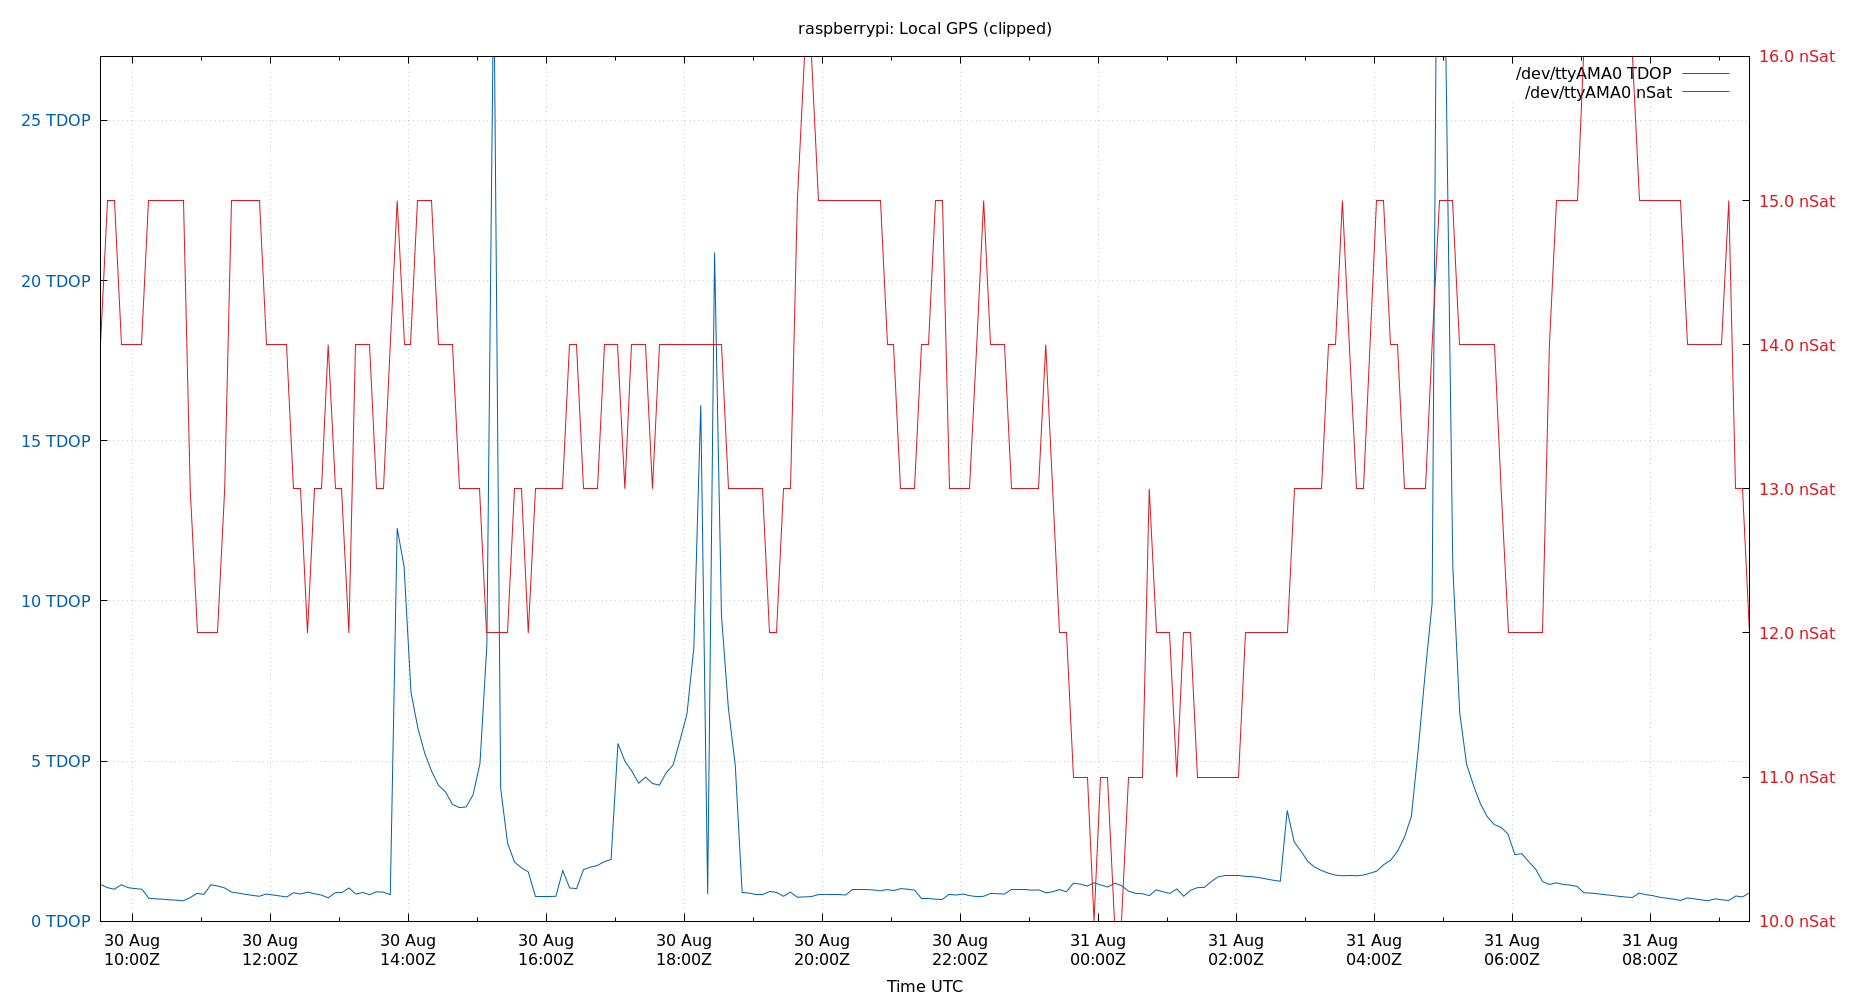 raspberrypi: Local GPS (clipped)
16.0 nSat
/dev/ttyAMA0 TDOP
/dev/ttyAMA0 nSat
25 TDOP
15.0 nSat
20 TDOP
14.0 nSat
15 TDOP
13.0 nSat
10 TDOP
12.0 nSat
5 TDOP
11.0 nSat
0 TDOP
10.0 nSat
30 Aug 30 Aug 30 Aug 30 Aug 30 Aug 30 Aug 30 Aug 31 Aug 31 Aug 31 Aug 31 Aug 31 Aug
10:00Z 12:00Z 14:00Z 16:00Z 18:00Z 20:00Z 22:00Z 00:00Z 02:00Z 04:00Z 06:00Z 08:00Z
Time UTC